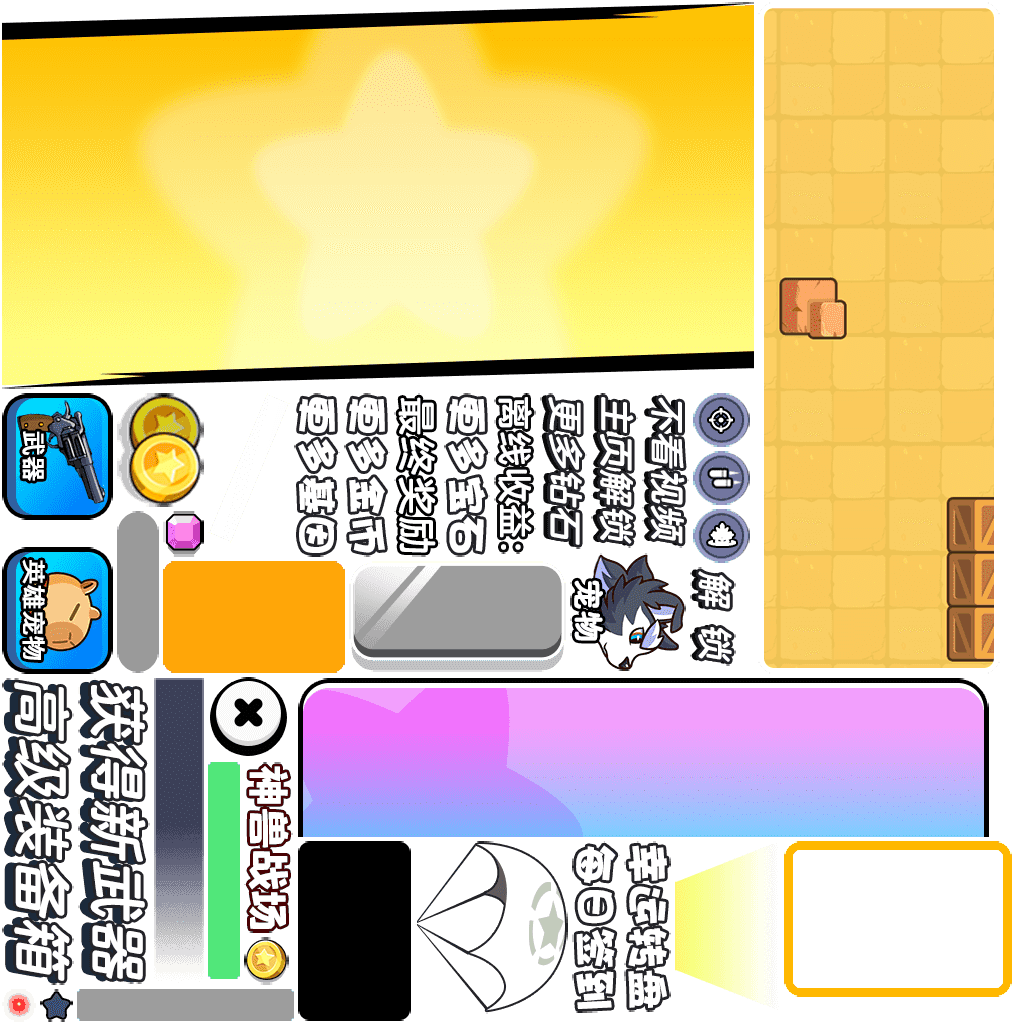 武器
英雄宠物
更多基因
更多金币
最终奖励
更多宝石
离线收益:
更多钻石
主页解锁
不看视频
宠物
解锁
高级装备箱
获得新武器
神兽战场
每日签到
幸运转盘